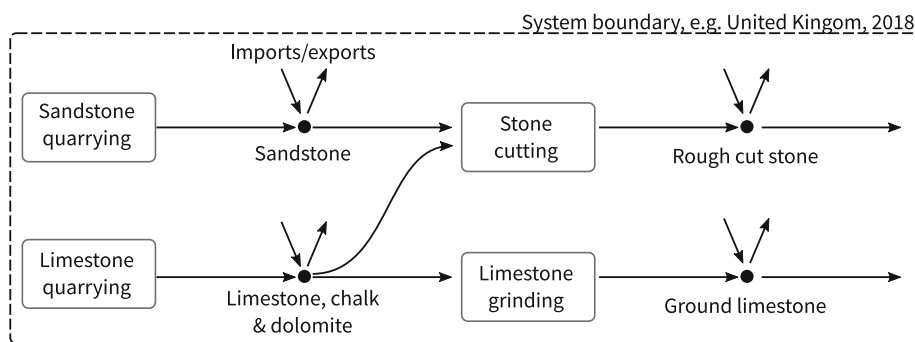 System boundary, e.g. United Kingom, 2018
Imports/exports
Sandstone
quarrying
Sandstone
Stone
cutting
Rough cut stone
Limestone
quarrying
Limestone, chalk
& dolomite
Limestone
grinding
Ground limestone